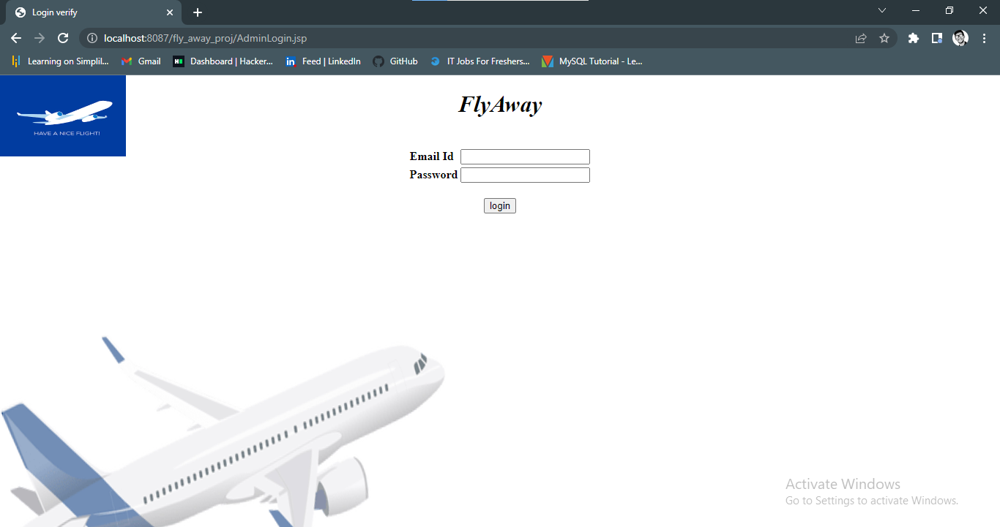 Login verify
localhost:8087/fly_away_proj/AdminLogin.jsp
Learning on Simplil... Gmail Dashboard | Hacker... Feed | LinkedIn GitHub IT Jobs For Freshers... MySQL Tutorial - Le...
FlyAway
HAVE A NICE FLIGHT!
Email Id
Password
login
Activate Windows
Go to Settings to activate Windows.